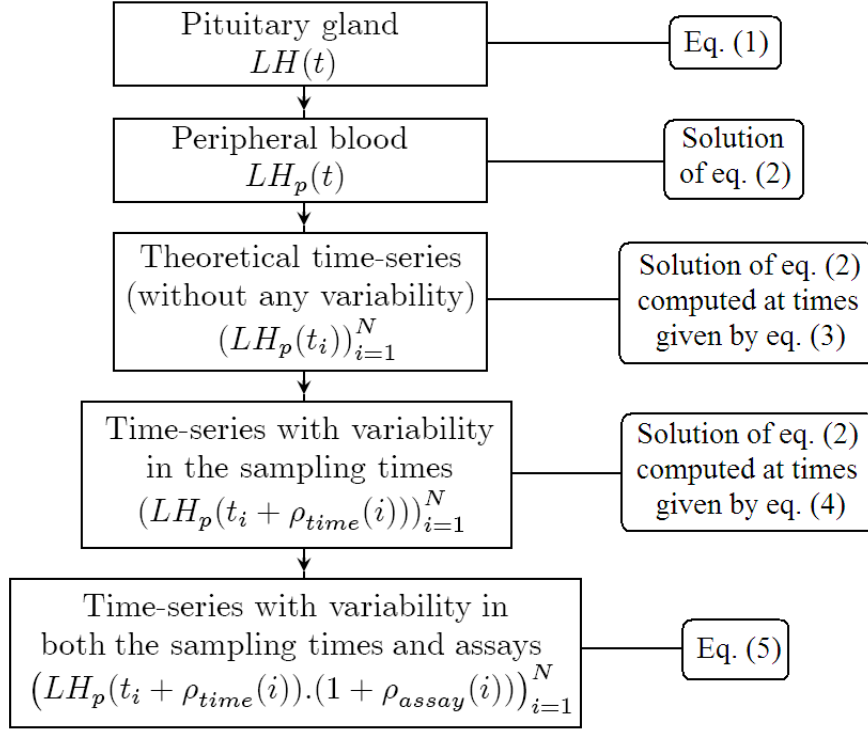 Pituitary gland
LH(t)
Eq. (1)
Peripheral blood
LH_p(t)
Solution
of eq. (2)
Theoretical time-series
(without any variability)
(LH_p(t_i))_{i=1}^N
Solution of eq. (2)
computed at times
given by eq. (3)
Time-series with variability
in the sampling times
(LH_p(t_i + ρ_{time}(i)))_{i=1}^N
Solution of eq. (2)
computed at times
given by eq. (4)
Time-series with variability in
both the sampling times and assays
(LH_p(t_i + ρ_{time}(i)).(1 + ρ_{assay}(i)))_{i=1}^N
Eq. (5)